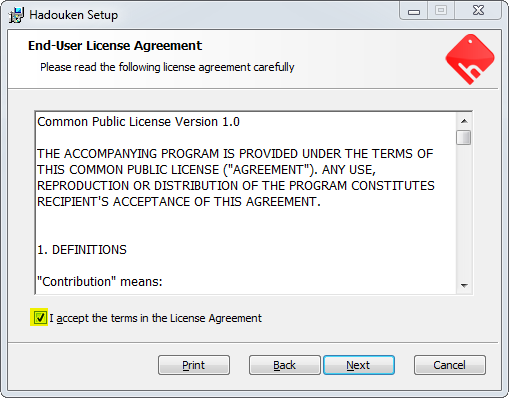 Hadouken Setup
End-User License Agreement
Please read the following license agreement carefully
Common Public License Version 1.0
THE ACCOMPANYING PROGRAM IS PROVIDED UNDER THE TERMS OF
THIS COMMON PUBLIC LICENSE ("AGREEMENT"). ANY USE,
REPRODUCTION OR DISTRIBUTION OF THE PROGRAM CONSTITUTES
RECIPIENT'S ACCEPTANCE OF THIS AGREEMENT.
1. DEFINITIONS
"Contribution" means:
I accept the terms in the License Agreement
Print Back Next Cancel